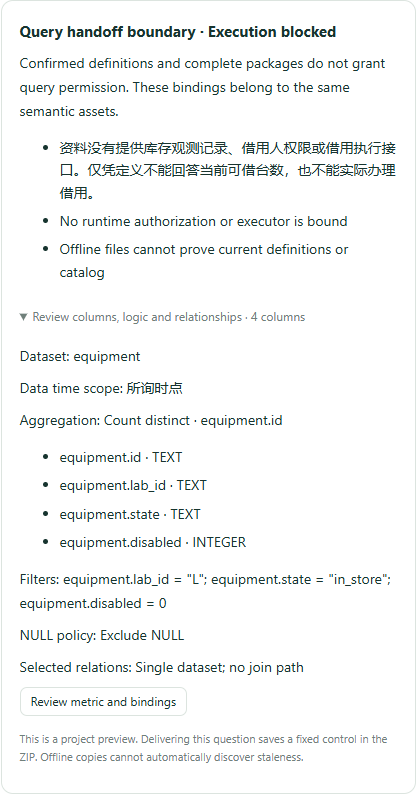 Query handoff boundary · Execution blocked
Confirmed definitions and complete packages do not grant
query permission. These bindings belong to the same
semantic assets.
• 资料没有提供库存观测记录、借用人权限或借用执行接
口。仅凭定义不能回答当前可借台数，也不能实际办理
借用。
• No runtime authorization or executor is bound
• Offline files cannot prove current definitions or
catalog
▼ Review columns, logic and relationships · 4 columns
Dataset: equipment
Data time scope: 所询时点
Aggregation: Count distinct · equipment.id
• equipment.id · TEXT
• equipment.lab_id · TEXT
• equipment.state · TEXT
• equipment.disabled · INTEGER
Filters: equipment.lab_id = "L"; equipment.state = "in_store";
equipment.disabled = 0
NULL policy: Exclude NULL
Selected relations: Single dataset; no join path
Review metric and bindings
This is a project preview. Delivering this question saves a fixed control in the
ZIP. Offline copies cannot automatically discover staleness.